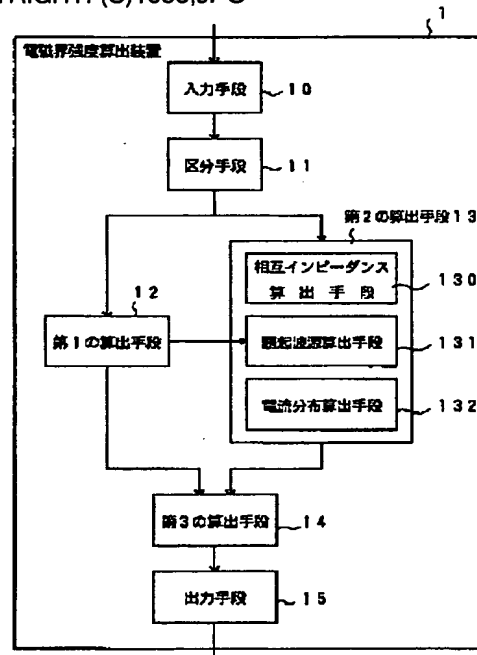 (C)1996,JPO
1
電磁界強度算出装置
入力手段 10
区分手段 11
第2の算出手段13
相互インピーダンス
算出手段
130
12
第1の算出手段
顕起波源算出手段 131
電流分布算出手段 132
第3の算出手段 14
出力手段 15